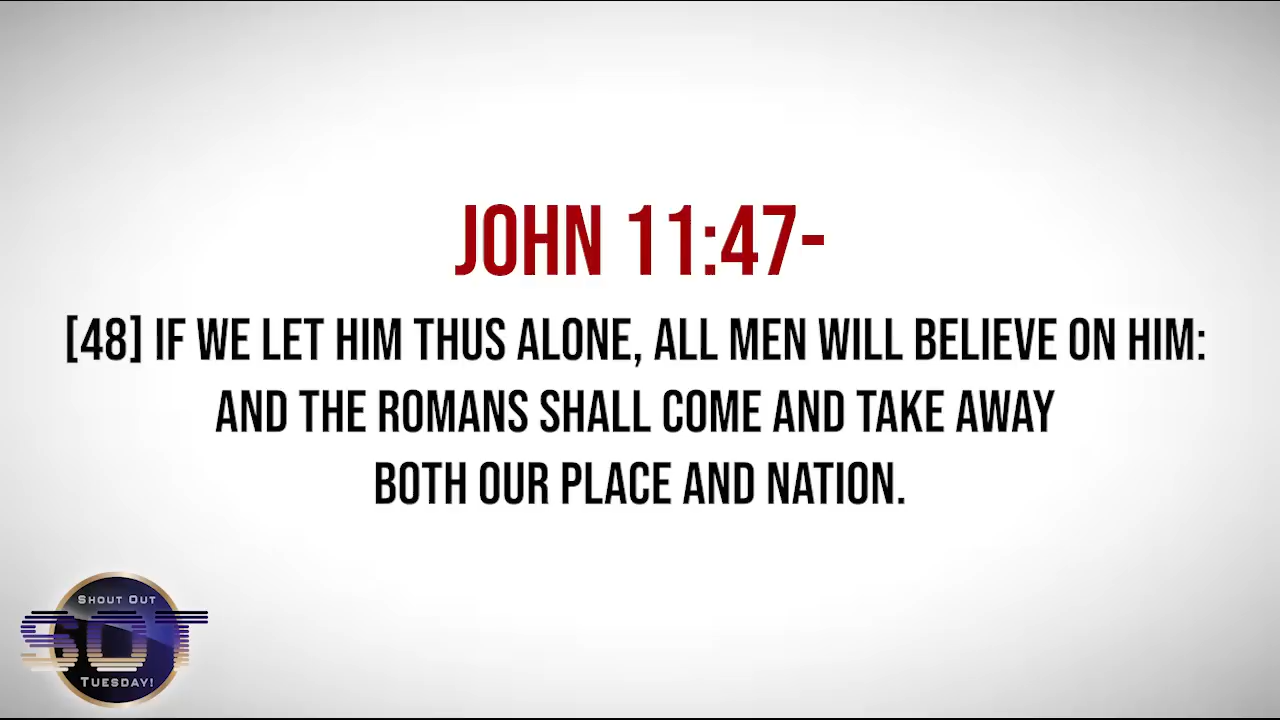 JOHN 11:47-
[48] IF WE LET HIM THUS ALONE, ALL MEN WILL BELIEVE ON HIM:
AND THE ROMANS SHALL COME AND TAKE AWAY
BOTH OUR PLACE AND NATION.
SHOUT OUT
SOT
TUESDAY!